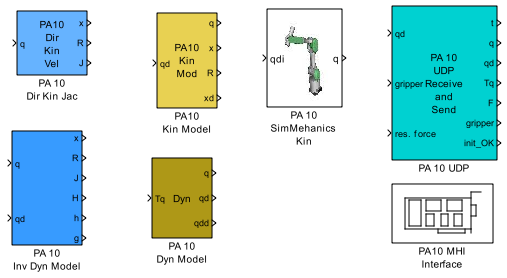 q
PA10
Dir
Kin
Vel
x
R
J
PA 10
Dir Kin Jac
qd
PA10
Kin
Mod
q
x
R
xd
PA10
Kin Model
qdi
q
PA 10
SimMehanics
Kin
qd
gripper
res. force
PA 10
UDP
Receive
and
Send
t
q
qd
Tq
F
gripper
init_OK
PA 10 UDP
q
qd
x
R
J
H
h
g
PA 10
Inv Dyn Model
Tq
Dyn
q
qd
qdd
PA 10
Dyn Model
PA10 MHI
Interface